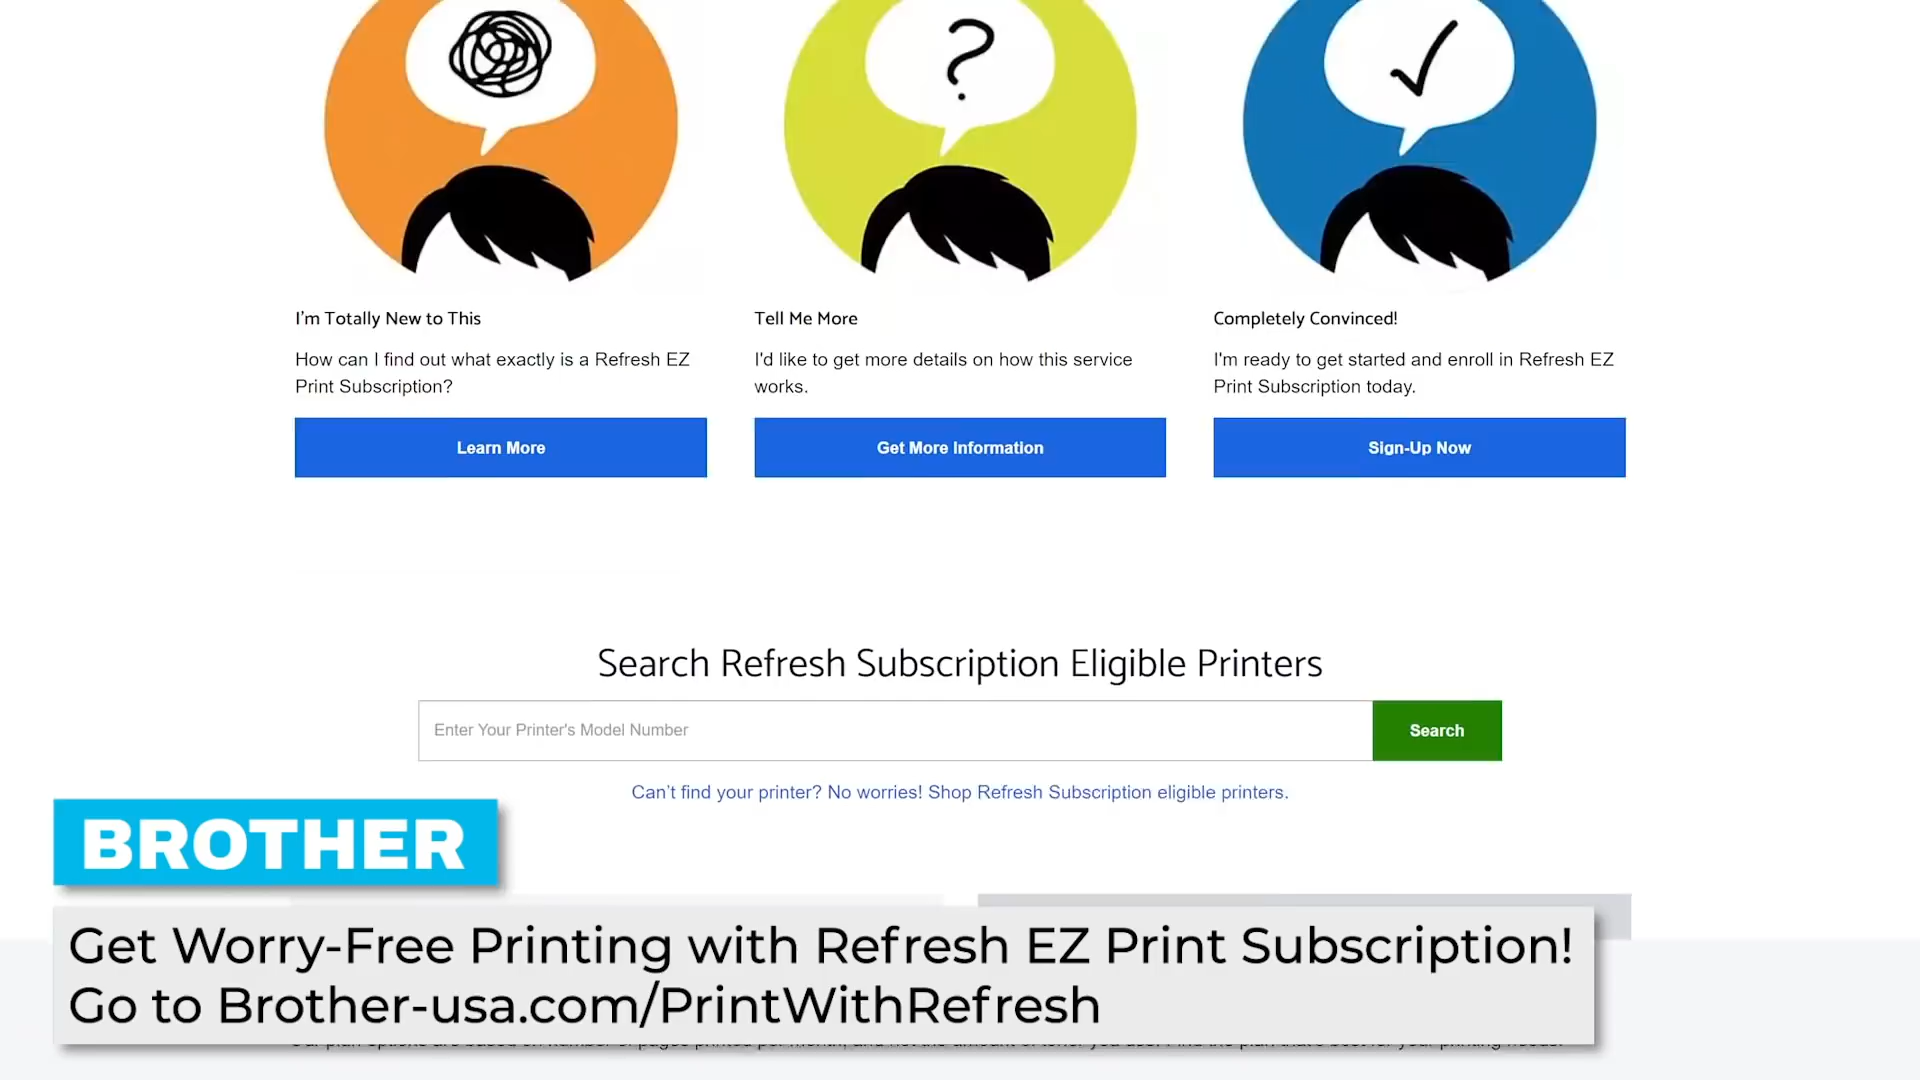 I'm Totally New to This
How can I find out what exactly is a Refresh EZ
Print Subscription?
Learn More
Tell Me More
I'd like to get more details on how this service
works.
Get More Information
Completely Convinced!
I'm ready to get started and enroll in Refresh EZ
Print Subscription today.
Sign-Up Now
Search Refresh Subscription Eligible Printers
Enter Your Printer's Model Number
Search
Can't find your printer? No worries! Shop Refresh Subscription eligible printers.
BROTHER
Get Worry-Free Printing with Refresh EZ Print Subscription!
Go to Brother-usa.com/PrintWithRefresh